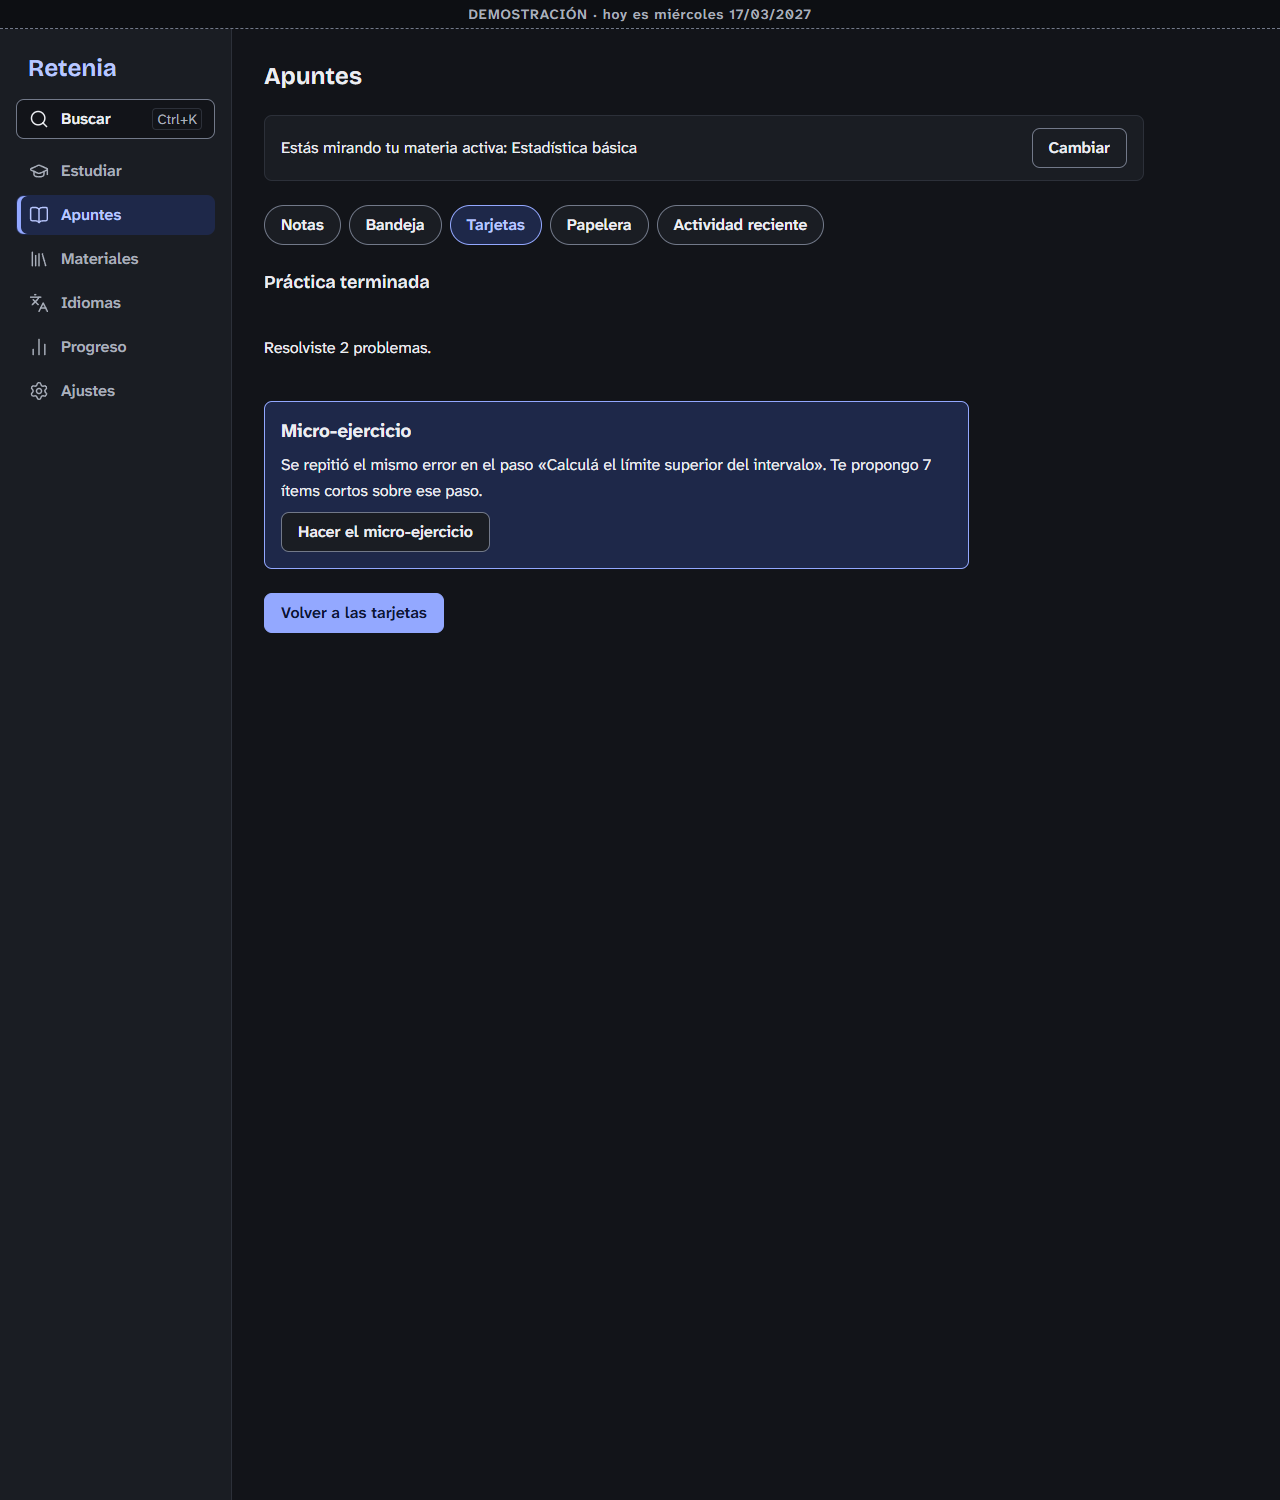 DEMOSTRACIÓN · hoy es miércoles 17/03/2027
Retenia
Buscar Ctrl+K
Estudiar
Apuntes
Materiales
Idiomas
Progreso
Ajustes
Apuntes
Estás mirando tu materia activa: Estadística básica
Cambiar
Notas
Bandeja
Tarjetas
Papelera
Actividad reciente
Práctica terminada
Resolviste 2 problemas.
Micro-ejercicio
Se repitió el mismo error en el paso «Calculá el límite superior del intervalo». Te propongo 7
ítems cortos sobre ese paso.
Hacer el micro-ejercicio
Volver a las tarjetas